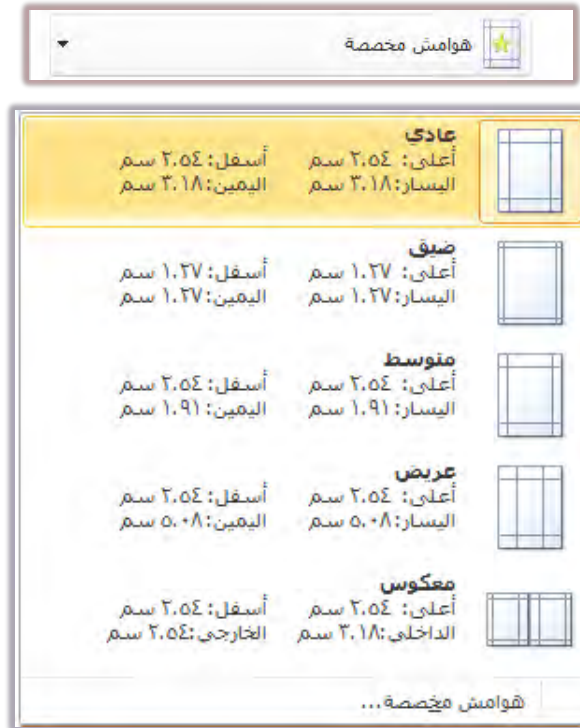 هوامش مخصصة
عادي
أعلى: ٢.٥٤ سم أسفل: ٢.٥٤ سم
اليسار: ٣.١٨ سم اليمين: ٣.١٨ سم
ضيق
أعلى: ١.٢٧ سم أسفل: ١.٢٧ سم
اليسار: ١.٢٧ سم اليمين: ١.٢٧ سم
متوسط
أعلى: ٢.٥٤ سم أسفل: ٢.٥٤ سم
اليسار: ١.٩١ سم اليمين: ١.٩١ سم
عريض
أعلى: ٢.٥٤ سم أسفل: ٢.٥٤ سم
اليسار: ٥.٠٨ سم اليمين: ٥.٠٨ سم
معكوس
أعلى: ٢.٥٤ سم أسفل: ٢.٥٤ سم
الداخلي: ٣.١٨ سم الخارجي: ٢.٥٤ سم
هوامش مخصصة...